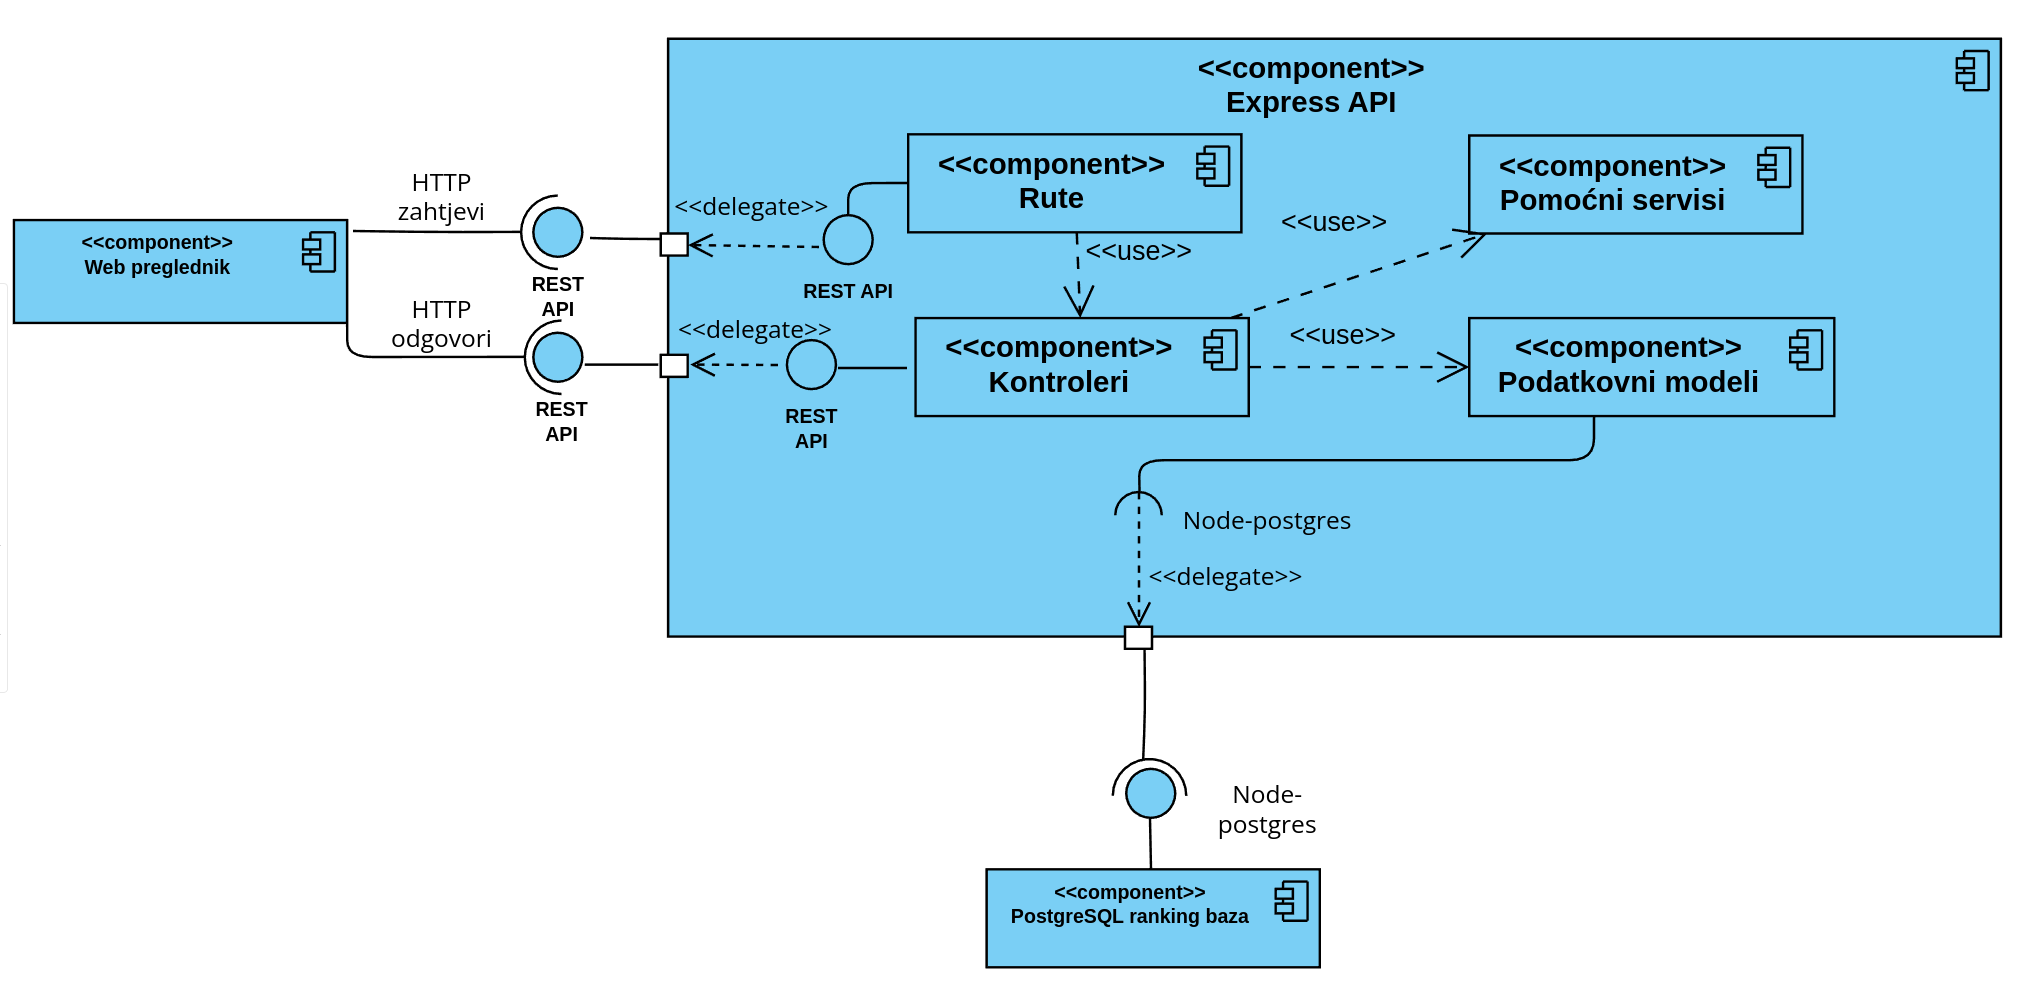 <<component>>
Express API
<<component>>
Rute
<<component>>
Pomoćni servisi
HTTP
zahtjevi
<<delegate>>
<<use>>
<<component>>
Web preglednik
<<use>>
REST
API
REST API
HTTP
odgovori
<<delegate>>
<<component>>
Kontroleri
<<use>>
<<component>>
Podatkovni modeli
REST
API
REST
API
Node-postgres
<<delegate>>
Node-
postgres
<<component>>
PostgreSQL ranking baza